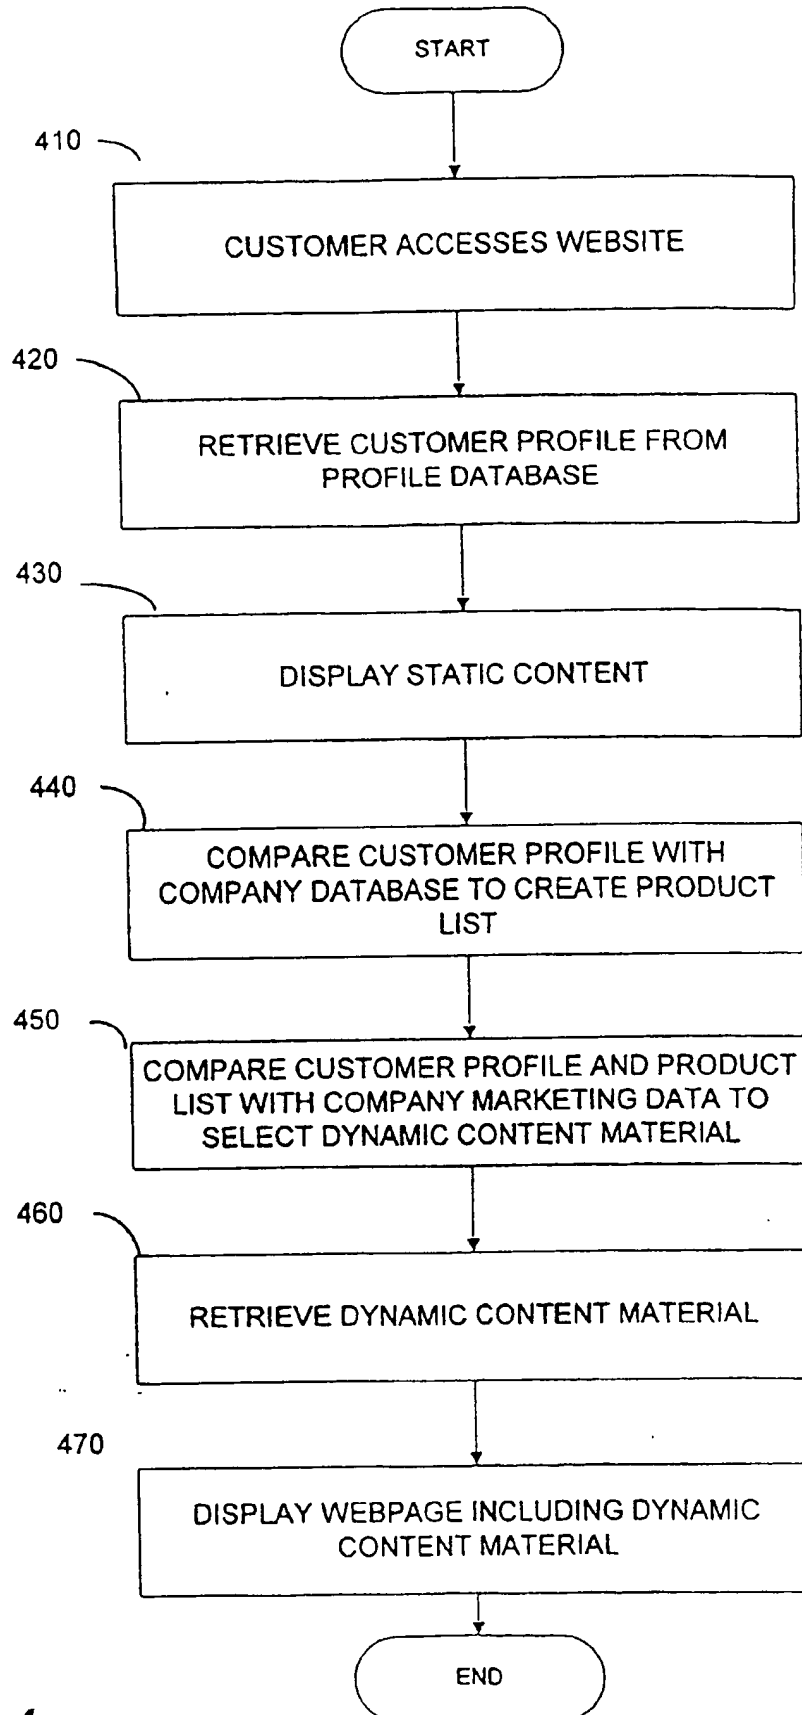 START
410
CUSTOMER ACCESSES WEBSITE
420
RETRIEVE CUSTOMER PROFILE FROM
PROFILE DATABASE
430
DISPLAY STATIC CONTENT
440
COMPARE CUSTOMER PROFILE WITH
COMPANY DATABASE TO CREATE PRODUCT
LIST
450
COMPARE CUSTOMER PROFILE AND PRODUCT
LIST WITH COMPANY MARKETING DATA TO
SELECT DYNAMIC CONTENT MATERIAL
460
RETRIEVE DYNAMIC CONTENT MATERIAL
470
DISPLAY WEBPAGE INCLUDING DYNAMIC
CONTENT MATERIAL
END